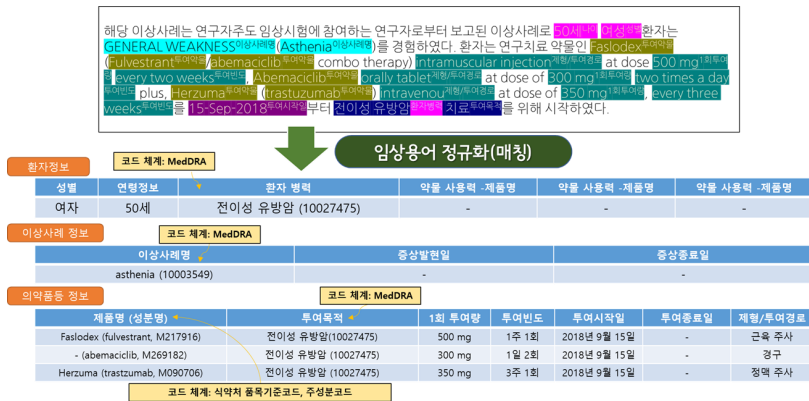 해당 이상사례는 연구자주도 임상시험에 참여하는 연구자로부터 보고된 이상사례로 50세나이 여성성별환자는
GENERAL WEAKNESS이상사례명(Asthenia이상사례명)를 경험하였다. 환자는 연구치료 약물인 Faslodex투여약물
(Fulvestrant투여약물/abemaciclib투여약물 combo therapy) intramuscular injection제형/투여경로 at dose 500 mg1회투여
량 every two weeks투여빈도, Abemaciclib투여약물 orally tablet제형/투여경로 at dose of 300 mg1회투여량 two times a day
투여빈도 plus, Herzuma투여약물 (trastuzumab투여약물) intravenou제형/투여경로 at dose of 350 mg1회투여량, every three
weeks투여빈도를 15-Sep-2018투여시작일부터 전이성 유방암환자병력 치료투여목적를 위해 시작하였다.
임상용어 정규화(매칭)
환자정보
코드 체계: MedDRA
성별 연령정보 환자 병력 약물 사용력 -제품명 약물 사용력 -제품명 약물 사용력 -제품명
여자 50세 전이성 유방암 (10027475) - - -
이상사례 정보
코드 체계: MedDRA
이상사례명 증상발현일 증상종료일
asthenia (10003549) - -
의약품등 정보
코드 체계: MedDRA
제품명 (성분명) 투여목적 1회 투여량 투여빈도 투여시작일 투여종료일 제형/투여경로
Faslodex (fulvestrant, M217916) 전이성 유방암(10027475) 500 mg 1주 1회 2018년 9월 15일 - 근육 주사
- (abemaciclib, M269182) 전이성 유방암(10027475) 300 mg 1일 2회 2018년 9월 15일 - 경구
Herzuma (trastzumab, M090706) 전이성 유방암(10027475) 350 mg 3주 1회 2018년 9월 15일 - 정맥 주사
코드 체계: 식약처 품목기준코드, 주성분코드